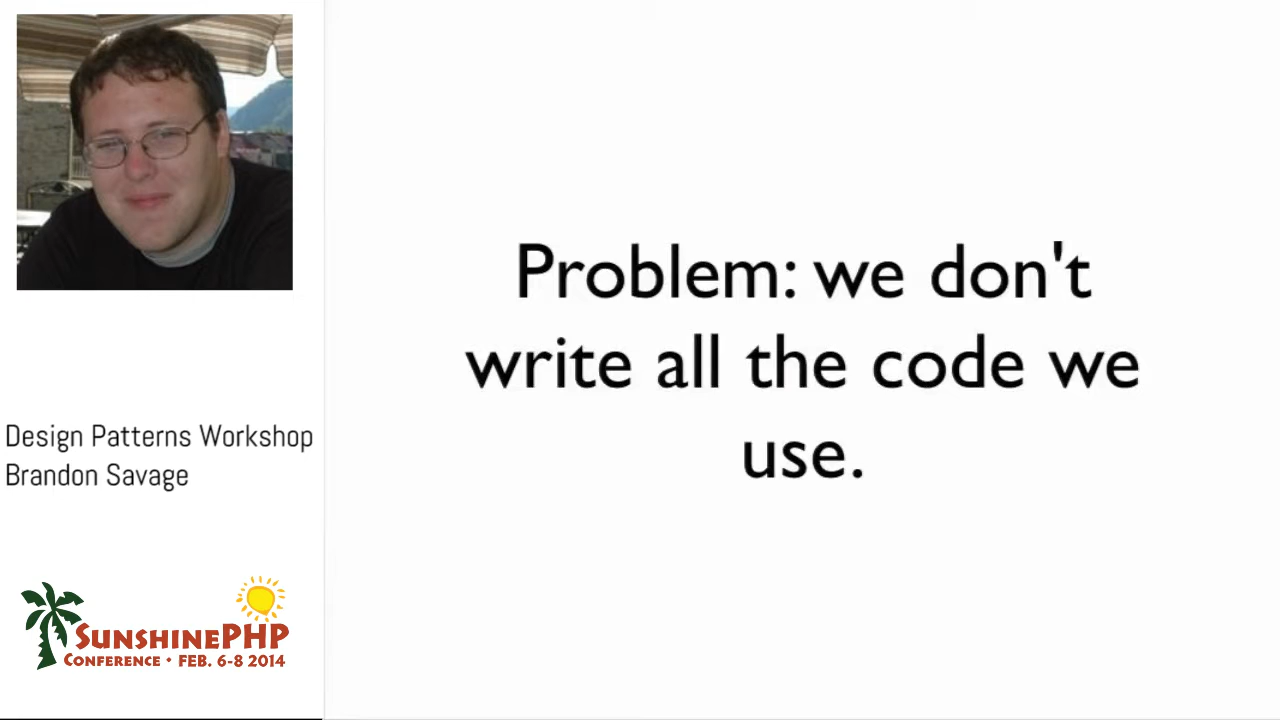 Problem: we don't
write all the code we
use.
Design Patterns Workshop
Brandon Savage
SUNSHINEPHP
CONFERENCE • FEB. 6-8 2014